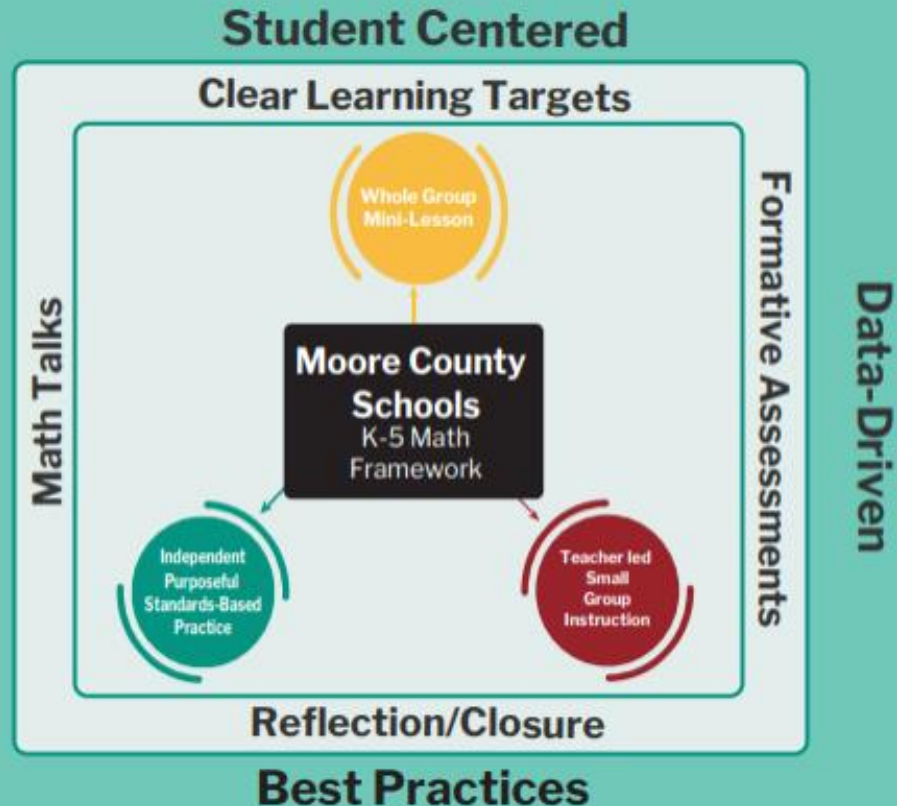 Student Centered
Clear Learning Targets
Whole Group
Mini-Lesson
Math Talks
Formative Assessments
Data-Driven
Moore County
Schools
K-5 Math
Framework
Independent
Purposeful
Standards-Based
Practice
Teacher led
Small
Group
Instruction
Reflection/Closure
Best Practices